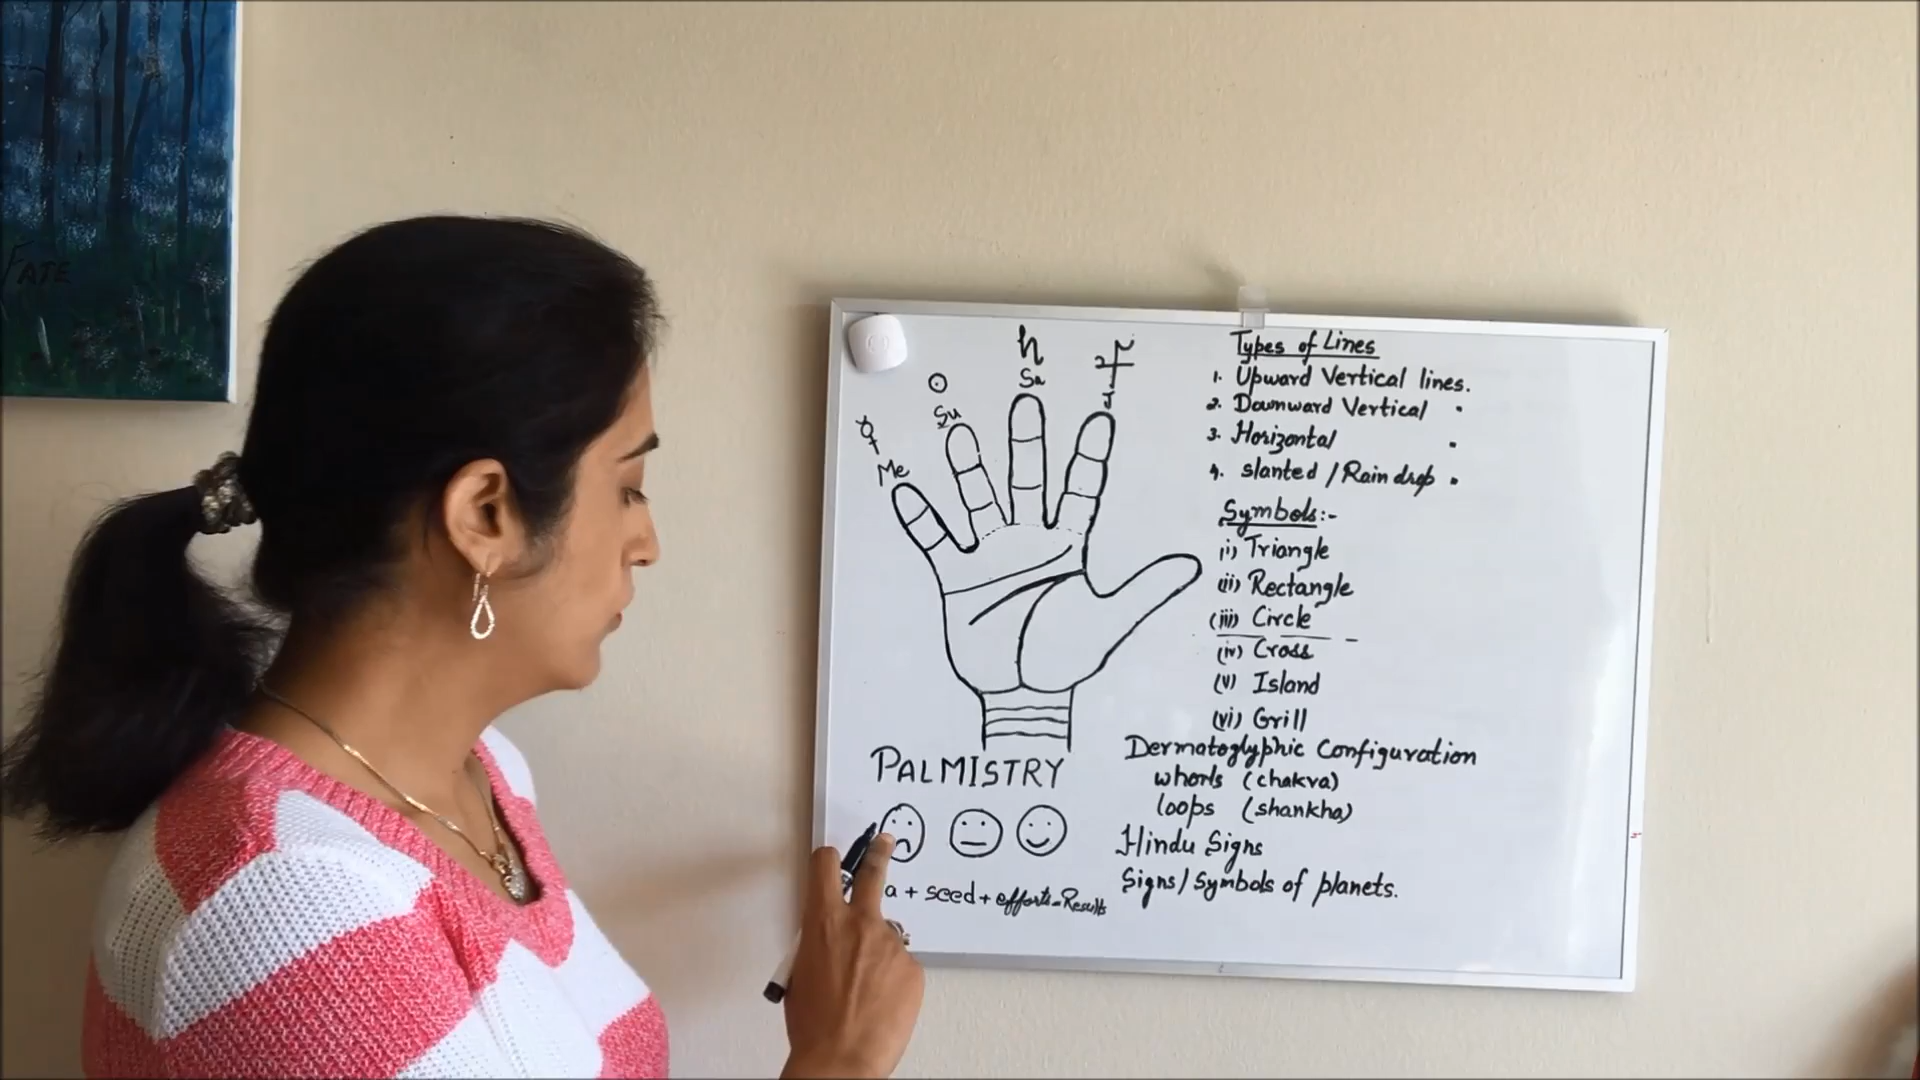 FATE
h
Sa
J
Su
Me
PALMISTRY
a + seed + efforts = Results
Types of Lines
1. Upward Vertical lines.
2. Downward Vertical "
3. Horizontal "
4. slanted / Rain drop "
Symbols:-
(i) Triangle
(ii) Rectangle
(iii) Circle
(iv) Cross
(v) Island
(vi) Grill
Dermatoglyphic Configuration
whorls (chakra)
loops (shankha)
Hindu Signs
Signs/Symbols of planets.